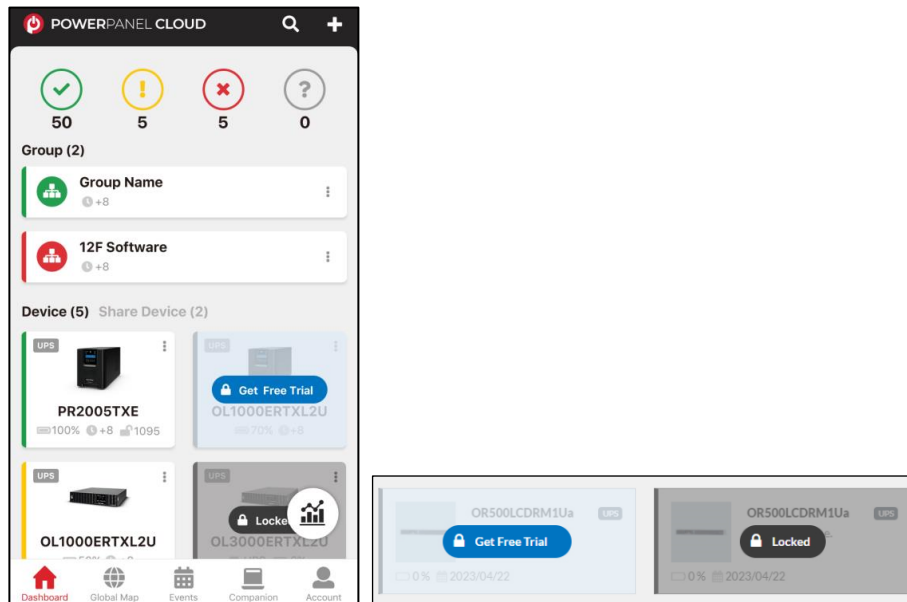 POWERPANEL CLOUD
50 5 5 0
Group (2)
Group Name
+8
12F Software
+8
Device (5) Share Device (2)
UPS
PR2005TXE
100% +8 1095
UPS
Get Free Trial
OL1000ERTXL2U
70% +8
UPS
OL1000ERTXL2U
UPS
Locke
OL3000ERTXL2U
Dashboard Global Map Events Companion Account
OR500LCDRM1Ua UPS
Get Free Trial
0% 2023/04/22
OR500LCDRM1Ua UPS
Locked
0% 2023/04/22